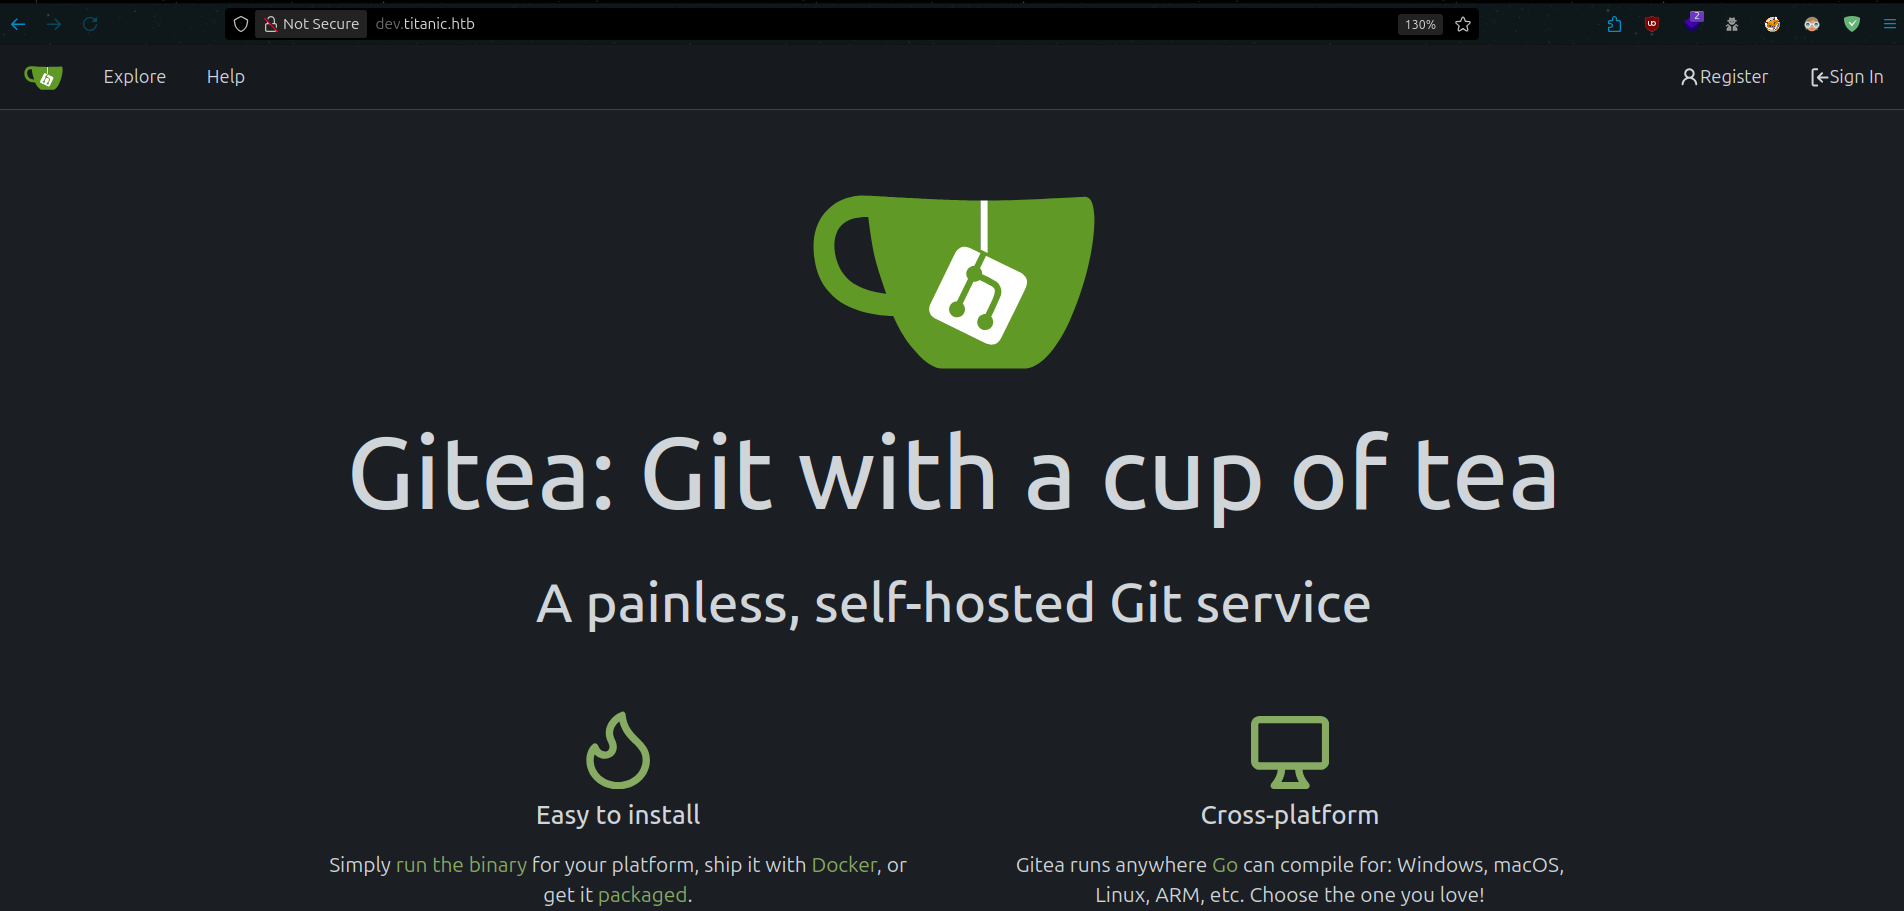 Not Secure dev.titanic.htb 130% 2
Explore Help Register Sign In
Gitea: Git with a cup of tea
A painless, self-hosted Git service
Easy to install
Simply run the binary for your platform, ship it with Docker, or
get it packaged.
Cross-platform
Gitea runs anywhere Go can compile for: Windows, macOS,
Linux, ARM, etc. Choose the one you love!